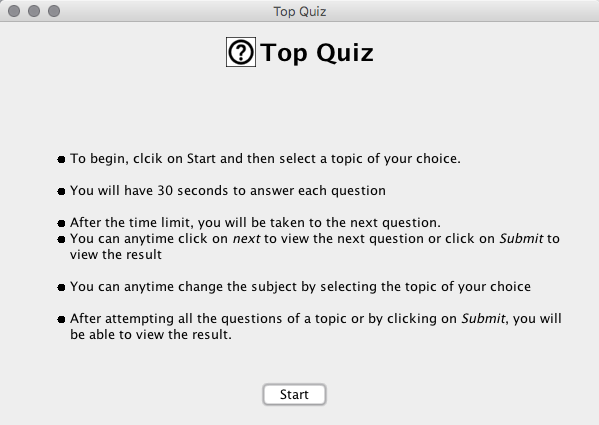 Top Quiz
Top Quiz
To begin, clcik on Start and then select a topic of your choice.
You will have 30 seconds to answer each question
After the time limit, you will be taken to the next question.
You can anytime click on next to view the next question or click on Submit to
view the result
You can anytime change the subject by selecting the topic of your choice
After attempting all the questions of a topic or by clicking on Submit, you will
be able to view the result.
Start